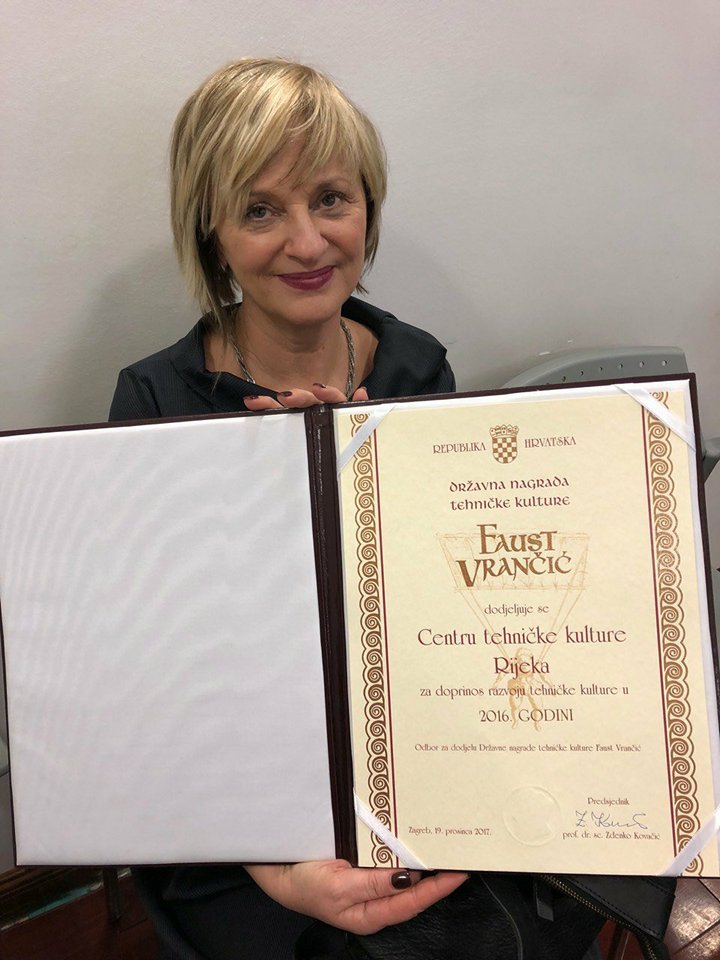 REPUBLIKA HRVATSKA
DRŽAVNA NAGRADA
TEHNIČKE KULTURE
FAUST
VRANČIĆ
dodjeljuje se
Centru tehničke kulture
Rijeka
za doprinos razvoju tehničke kulture u
2016. GODINI
Odbor za dodjelu Državne nagrade tehničke kulture Faust Vrančić
Predsjednik
Zagreb, 19. prosinca 2017.
prof. dr. sc. Zdenko Kovačić